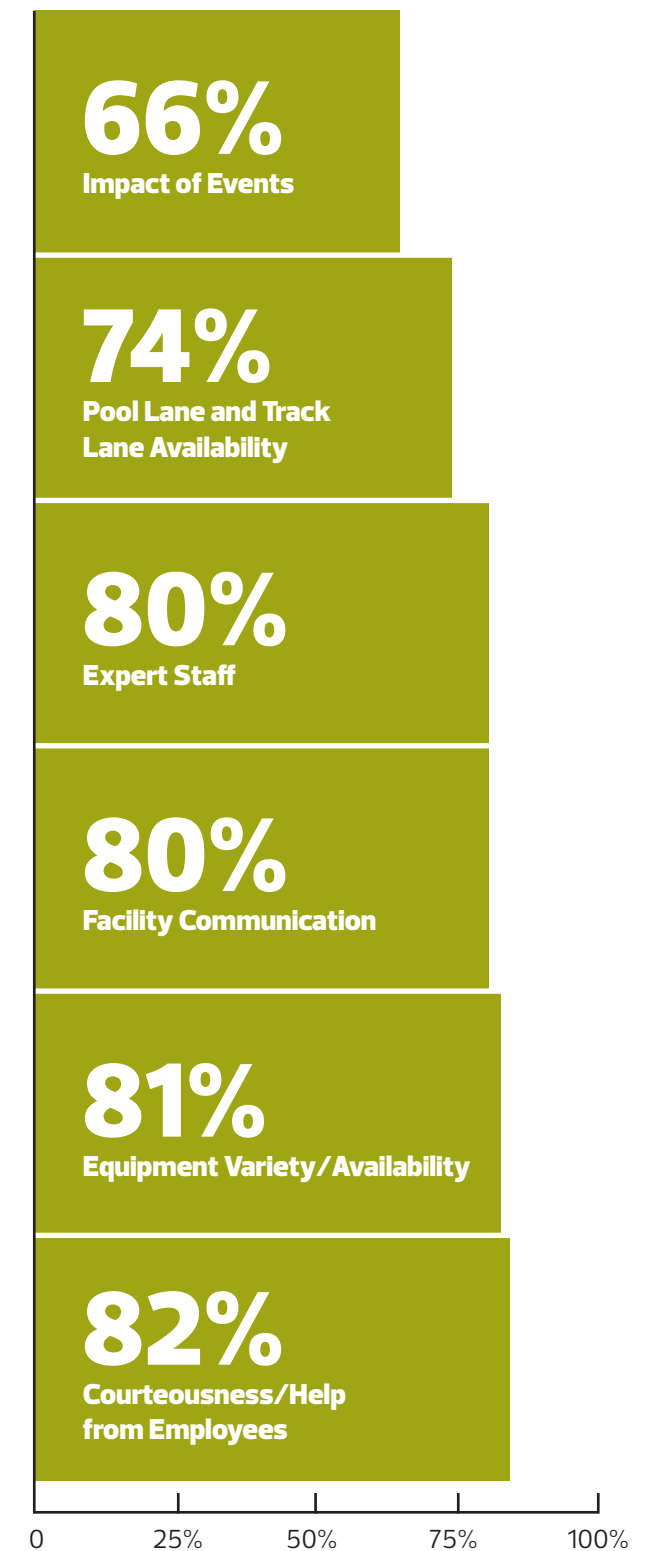 66%
Impact of Events
74%
Pool Lane and Track
Lane Availability
80%
Expert Staff
80%
Facility Communication
81%
Equipment Variety/Availability
82%
Courteousness/Help
from Employees
0 25% 50% 75% 100%